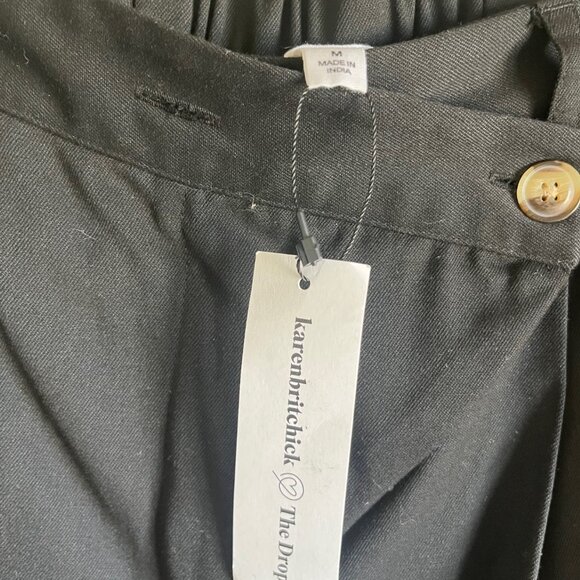 M
MADE IN
INDIA
karenbritchick The Drop